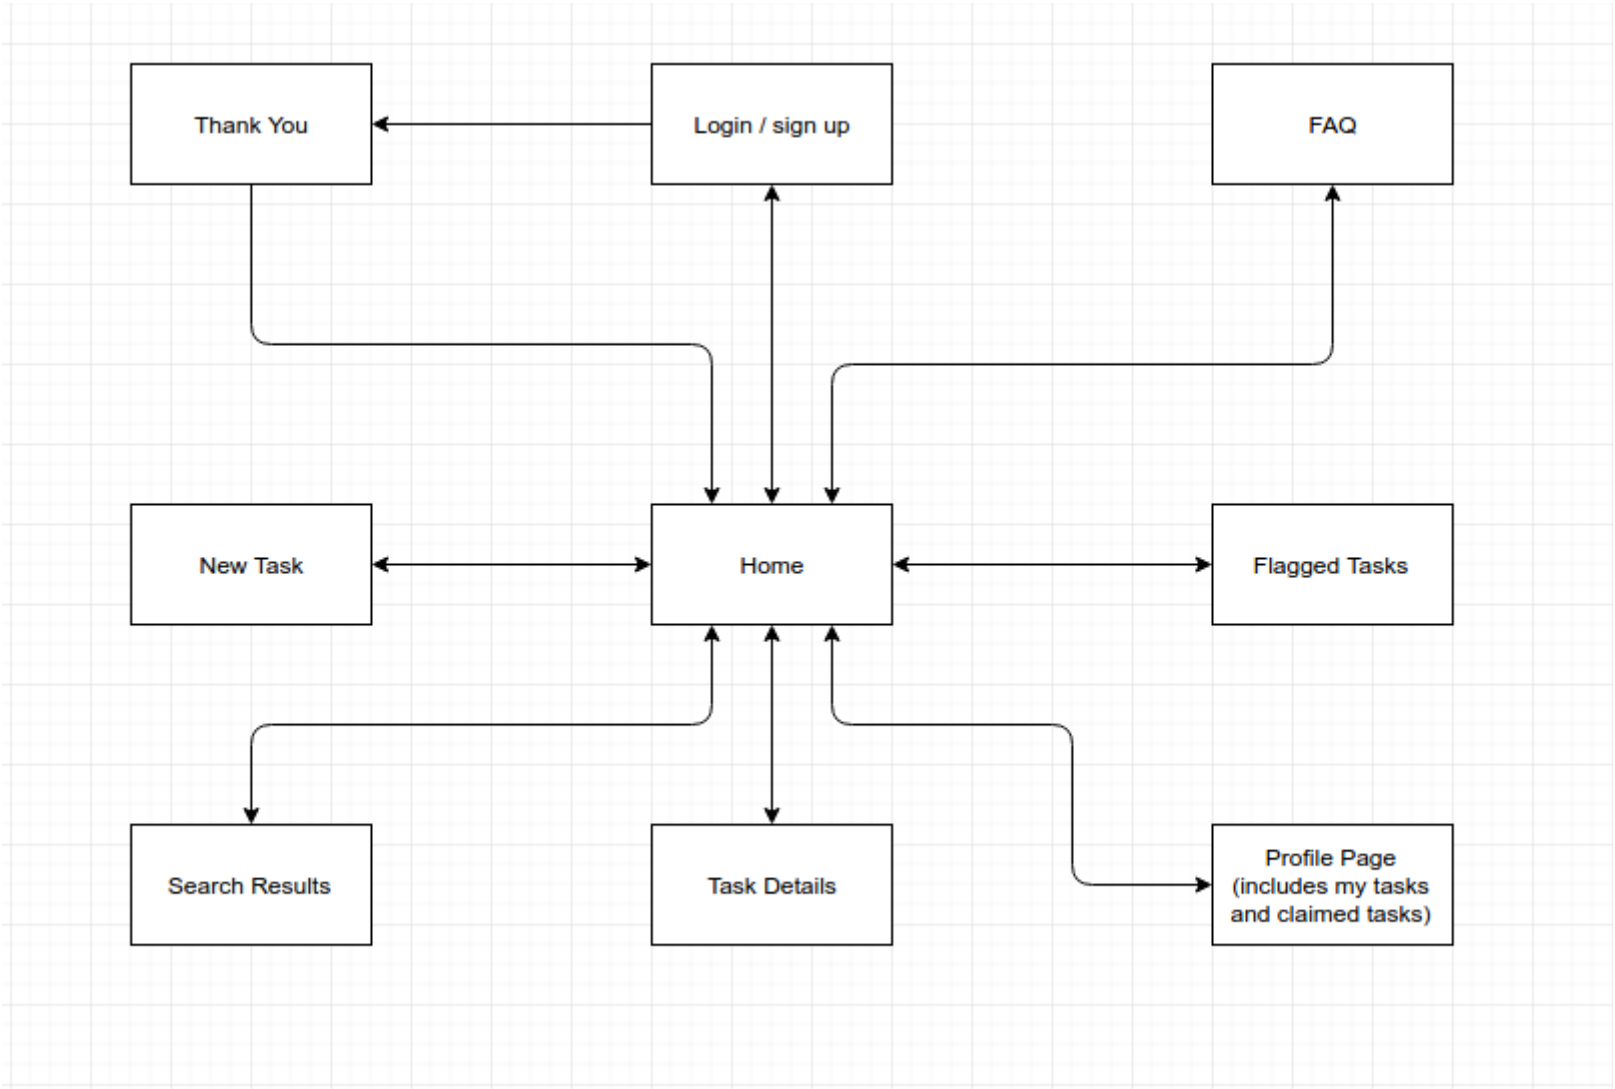 Thank You
Login / sign up
FAQ
New Task
Home
Flagged Tasks
Search Results
Task Details
Profile Page
(includes my tasks
and claimed tasks)